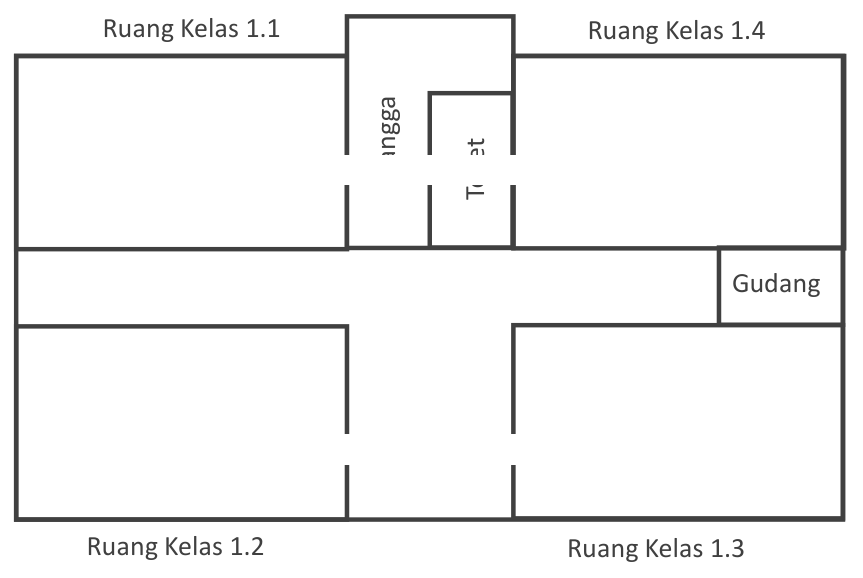 Ruang Kelas 1.1
Ruang Kelas 1.4
Gudang
Ruang Kelas 1.2
Ruang Kelas 1.3